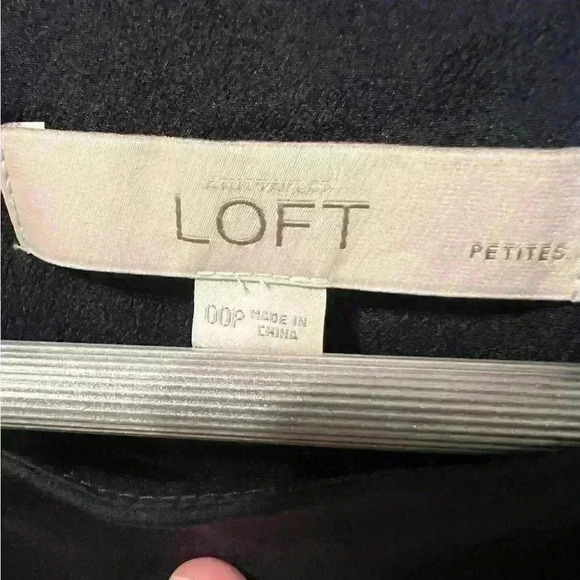 ANN TAYLOR
LOFT
PETITES
00P MADE IN
CHINA